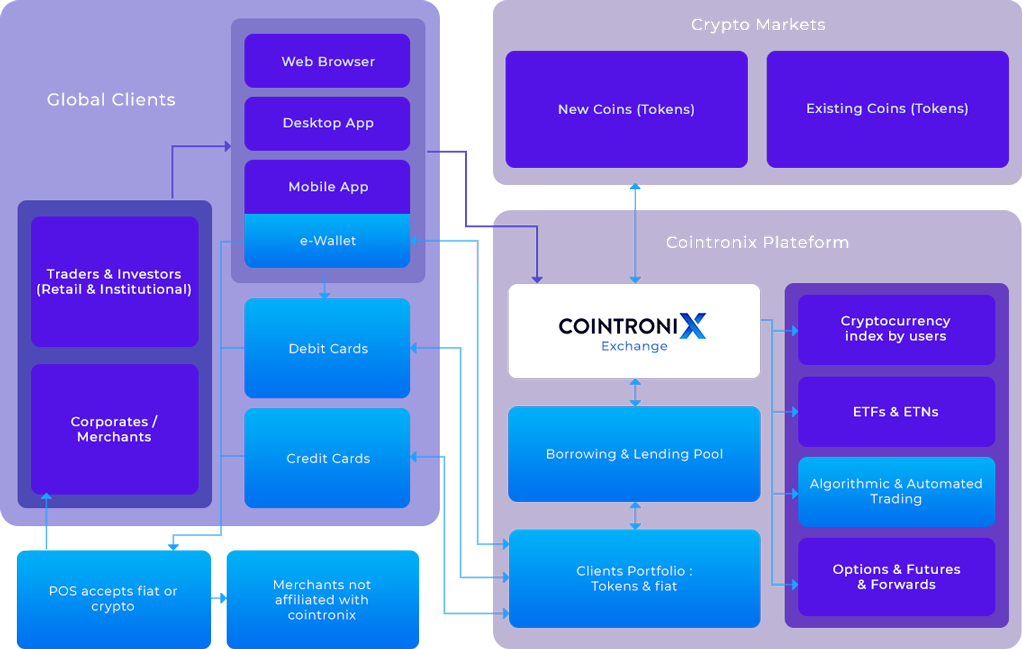 Global Clients
Web Browser
Desktop App
Mobile App
e-Wallet
Traders & Investors
(Retail & Institutional)
Corporates /
Merchants
Debit Cards
Credit Cards
POS accepts fiat or
crypto
Merchants not
affiliated with
cointronix
Crypto Markets
New Coins (Tokens)
Existing Coins (Tokens)
Cointronix Plateform
COINTRONIX
Exchange
Borrowing & Lending Pool
Clients Portfolio :
Tokens & fiat
Cryptocurrency
index by users
ETFs & ETNs
Algorithmic & Automated
Trading
Options & Futures
& Forwards